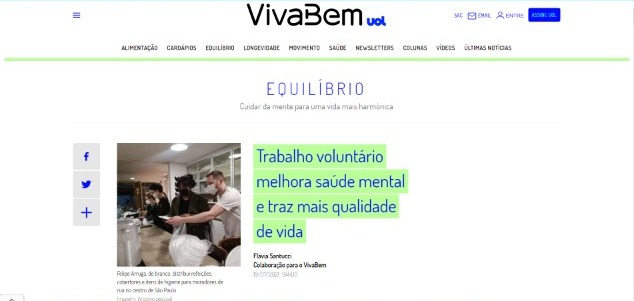 VivaBem uol
SAC EMAIL ENTRE ASSINE UOL
ALIMENTAÇÃO CARDÁPIOS EQUILÍBRIO LONGEVIDADE MOVIMENTO SAÚDE NEWSLETTERS COLUNAS VÍDEOS ÚLTIMAS NOTÍCIAS
EQUILÍBRIO
Cuidar da mente para uma vida mais harmônica
Trabalho voluntário
melhora saúde mental
e traz mais qualidade
de vida
Flavia Santucci
Colaboração para o VivaBem
19/07/2021 04h00
Felipe Arruga, de branco, distribui refeições,
cobertores e itens de higiene para moradores de
rua no centro de São Paulo
Imagem: Arquivo pessoal